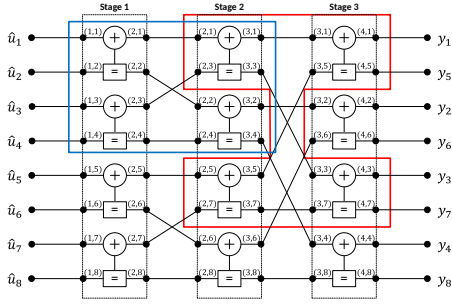 Stage 1 Stage 2 Stage 3
û₁ (1,1) + (2,1) (2,1) + (3,1) (3,1) + (4,1) y₁
û₂ (1,2) = (2,2) (2,3) = (3,3) (3,5) = (4,5) y₅
û₃ (1,3) + (2,3) (2,2) + (3,2) (3,2) + (4,2) y₂
û₄ (1,4) = (2,4) (2,4) = (3,4) (3,6) = (4,6) y₆
û₅ (1,5) + (2,5) (2,5) + (3,5) (3,3) + (4,3) y₃
û₆ (1,6) = (2,6) (2,7) = (3,7) (3,7) = (4,7) y₇
û₇ (1,7) + (2,7) (2,6) + (3,6) (3,4) + (4,4) y₄
û₈ (1,8) = (2,8) (2,8) = (3,8) (3,8) = (4,8) y₈